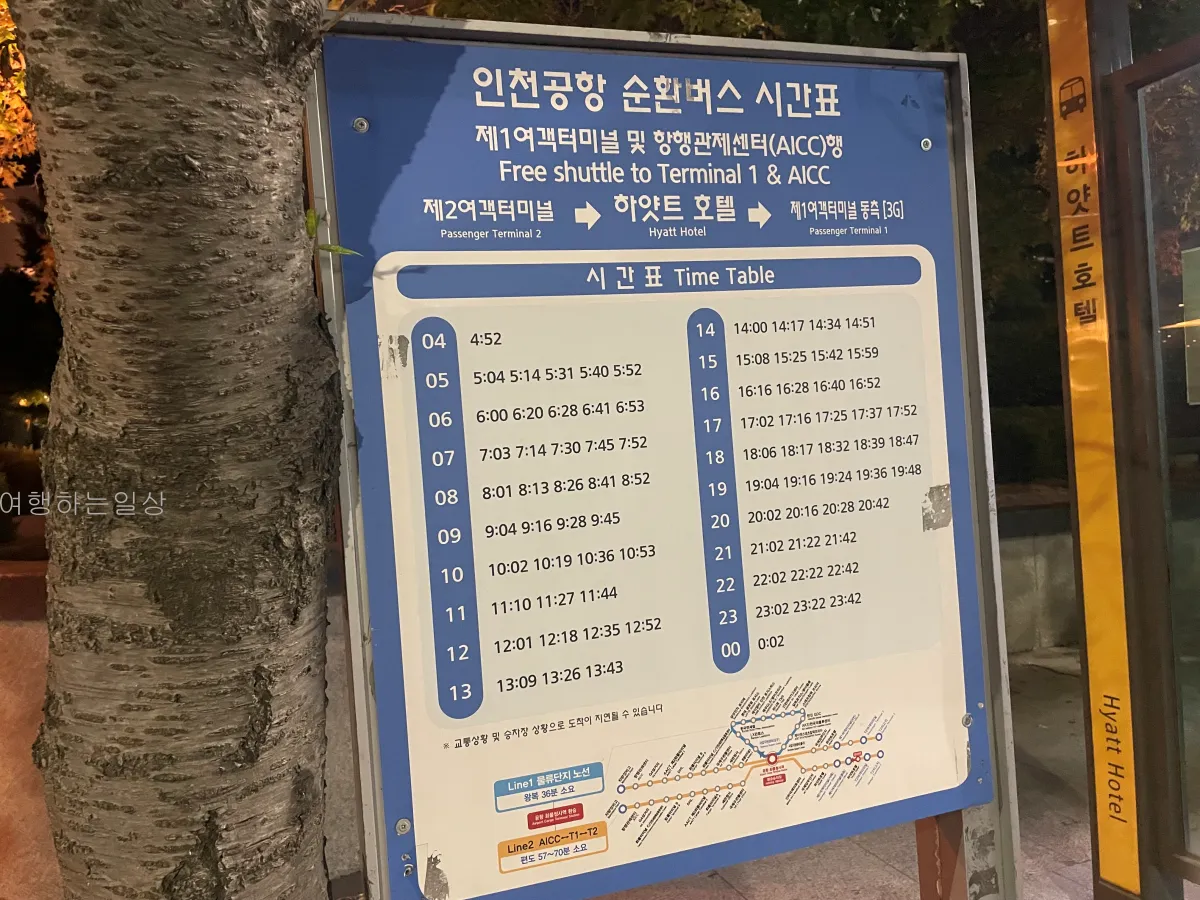 인천공항 순환버스 시간표
제1여객터미널 및 항행관제센터(AICC)행
Free shuttle to Terminal 1 & AICC
제2여객터미널 하얏트 호텔 제1여객터미널 동측 [3G]
Passenger Terminal 2 Hyatt Hotel Passenger Terminal 1
시 간 표 Time Table
04 4:52
05 5:04 5:14 5:31 5:40 5:52
06 6:00 6:20 6:28 6:41 6:53
07 7:03 7:14 7:30 7:45 7:52
08 8:01 8:13 8:26 8:41 8:52
09 9:04 9:16 9:28 9:45
10 10:02 10:19 10:36 10:53
11 11:10 11:27 11:44
12 12:01 12:18 12:35 12:52
13 13:09 13:26 13:43
14 14:00 14:17 14:34 14:51
15 15:08 15:25 15:42 15:59
16 16:16 16:28 16:40 16:52
17 17:02 17:16 17:25 17:37 17:52
18 18:06 18:17 18:32 18:39 18:47
19 19:04 19:16 19:24 19:36 19:48
20 20:02 20:16 20:28 20:42
21 21:02 21:22 21:42
22 22:02 22:22 22:42
23 23:02 23:22 23:42
00 0:02
※ 교통상황 및 승차장 상황으로 도착이 지연될 수 있습니다
Line1 물류단지 노선
왕복 36분 소요
Line2 AICC↔T1↔T2
편도 57~70분 소요
하얏트호텔
Hyatt Hotel
여행하는일상